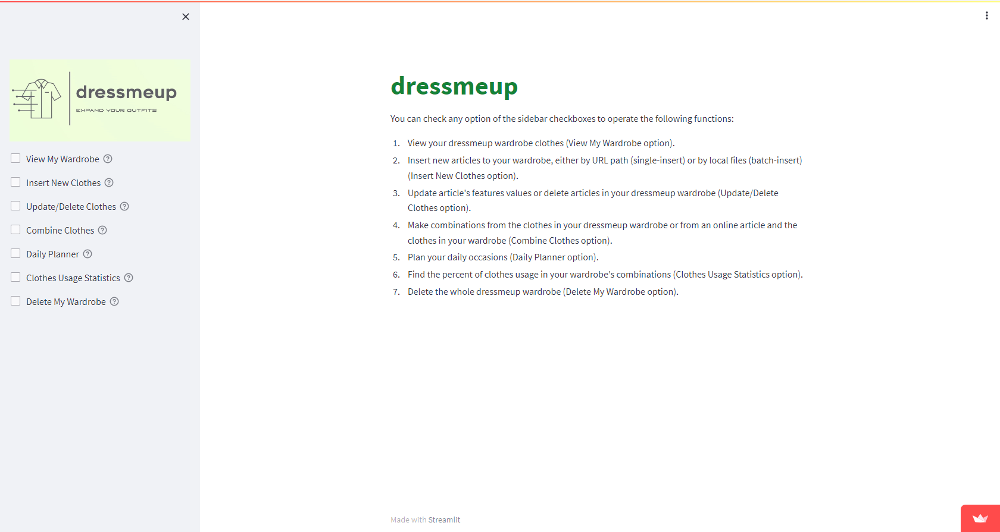 dressmeup
EXPAND YOUR OUTFITS
View My Wardrobe
Insert New Clothes
Update/Delete Clothes
Combine Clothes
Daily Planner
Clothes Usage Statistics
Delete My Wardrobe
dressmeup
You can check any option of the sidebar checkboxes to operate the following functions:
1. View your dressmeup wardrobe clothes (View My Wardrobe option).
2. Insert new articles to your wardrobe, either by URL path (single-insert) or by local files (batch-insert)
(Insert New Clothes option).
3. Update article's features values or delete articles in your dressmeup wardrobe (Update/Delete
Clothes option).
4. Make combinations from the clothes in your dressmeup wardrobe or from an online article and the
clothes in your wardrobe (Combine Clothes option).
5. Plan your daily occasions (Daily Planner option).
6. Find the percent of clothes usage in your wardrobe's combinations (Clothes Usage Statistics option).
7. Delete the whole dressmeup wardrobe (Delete My Wardrobe option).
Made with Streamlit